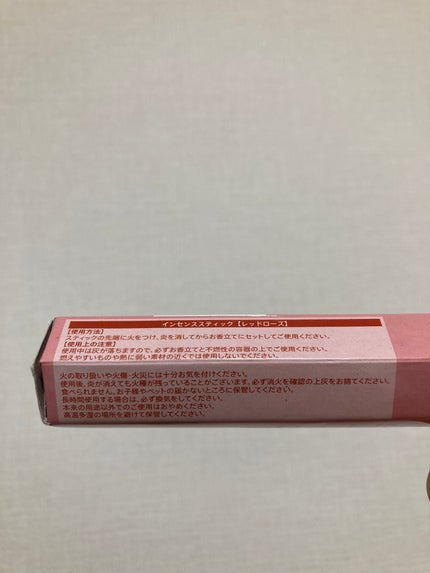 インセンススティック【レッドローズ】
【使用方法】
スティックの先端に火をつけ、炎を消してからお香立てにセットしてご使用ください。
【使用上の注意】
使用中は灰が落ちますので、必ずお香立てと不燃性の容器の上でご使用ください。
燃えやすいものや熱に弱い素材の近くでは使用しないでください。
火の取り扱いや火傷・火災には十分お気を付けください。
使用後、炎が消えても火種が残っていることがございます。必ず消火を確認の上灰をお捨てください。
食べられません。お子様やペットの届かないところに保管してください。
長時間使用する場合は、必ず換気をしてください。
本来の用途以外でのご使用はおやめください。
高温多湿の場所を避けて保管してください。